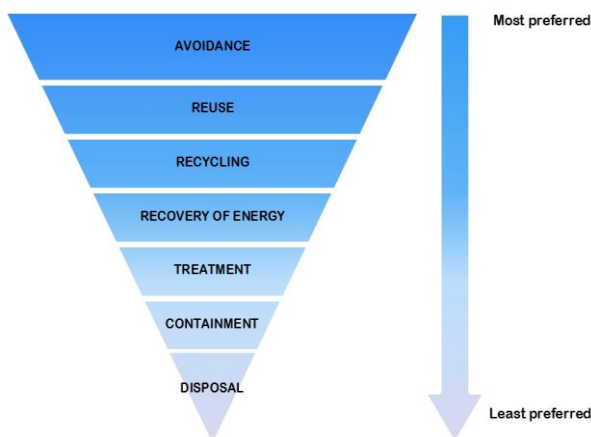 Most preferred
AVOIDANCE
REUSE
RECYCLING
RECOVERY OF ENERGY
TREATMENT
CONTAINMENT
DISPOSAL
Least preferred